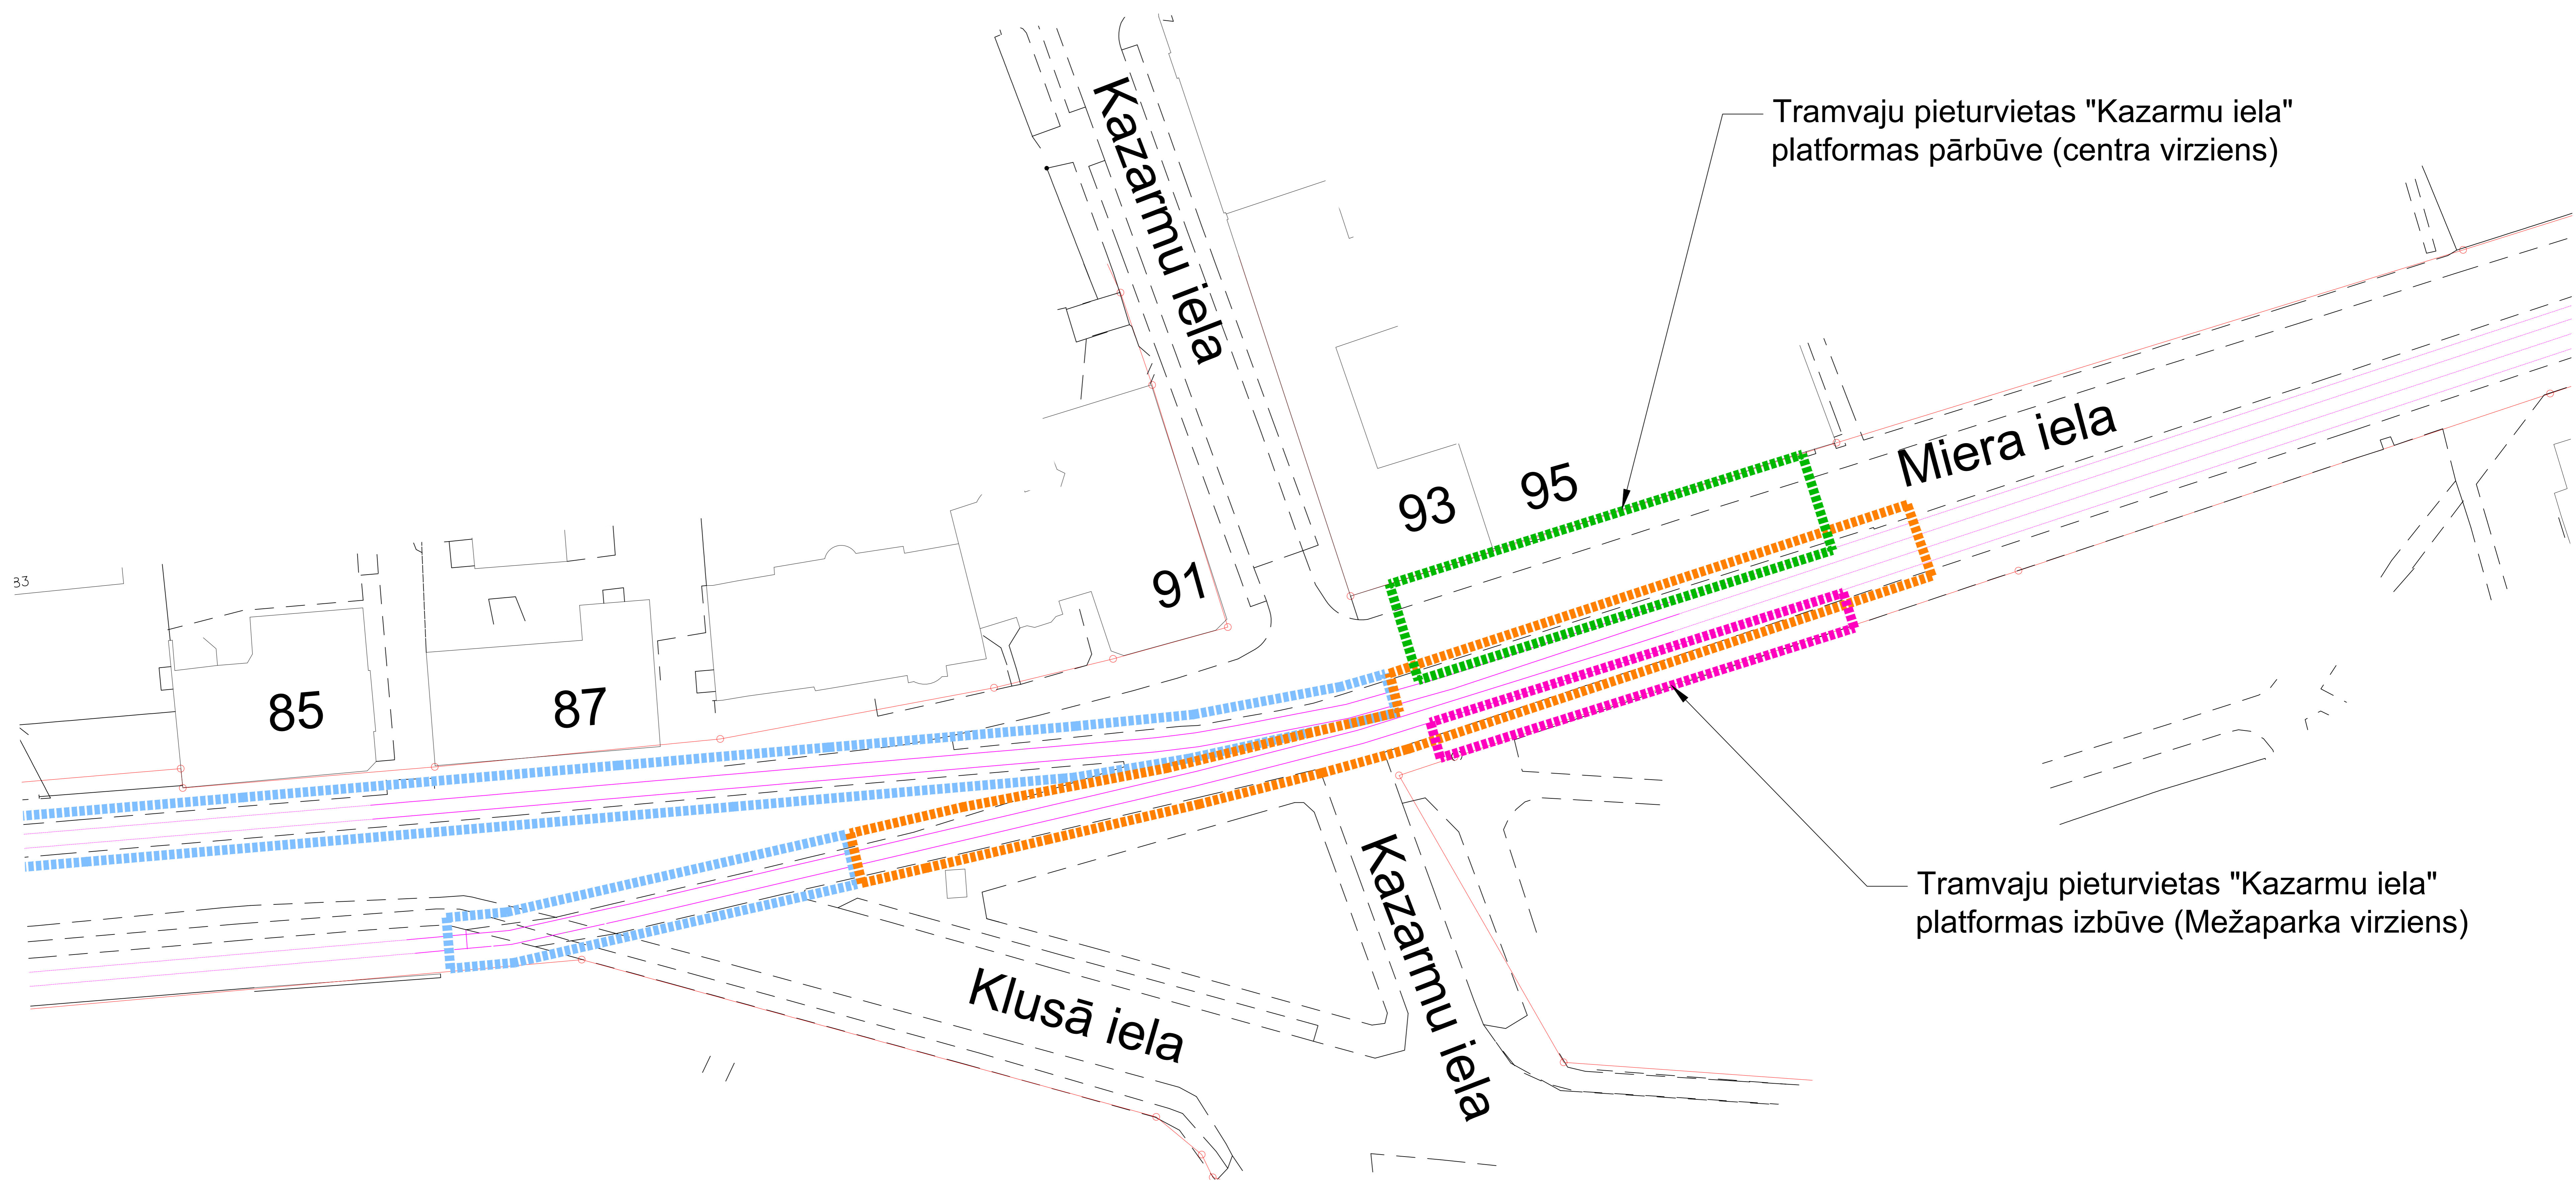 Kazarmu iela
Tramvaju pieturvietas "Kazarmu iela"
platformas pārbūve (centra virziens)
Miera iela
93
95
91
83
85
87
Tramvaju pieturvietas "Kazarmu iela"
platformas izbūve (Mežaparka virziens)
Kazarmu iela
Klusā iela